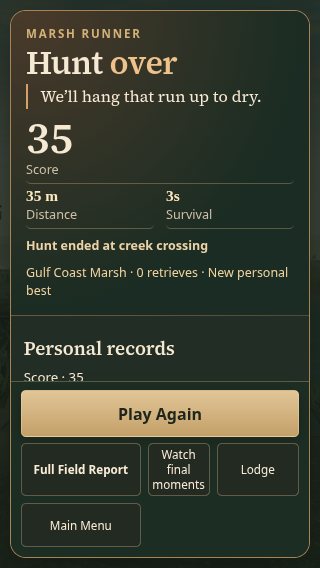 MARSH RUNNER
Hunt over
We'll hang that run up to dry.
35
Score
35 m
Distance
3s
Survival
Hunt ended at creek crossing
Gulf Coast Marsh · 0 retrieves · New personal
best
Personal records
Score · 35
Play Again
Full Field Report
Watch
final
moments
Lodge
Main Menu